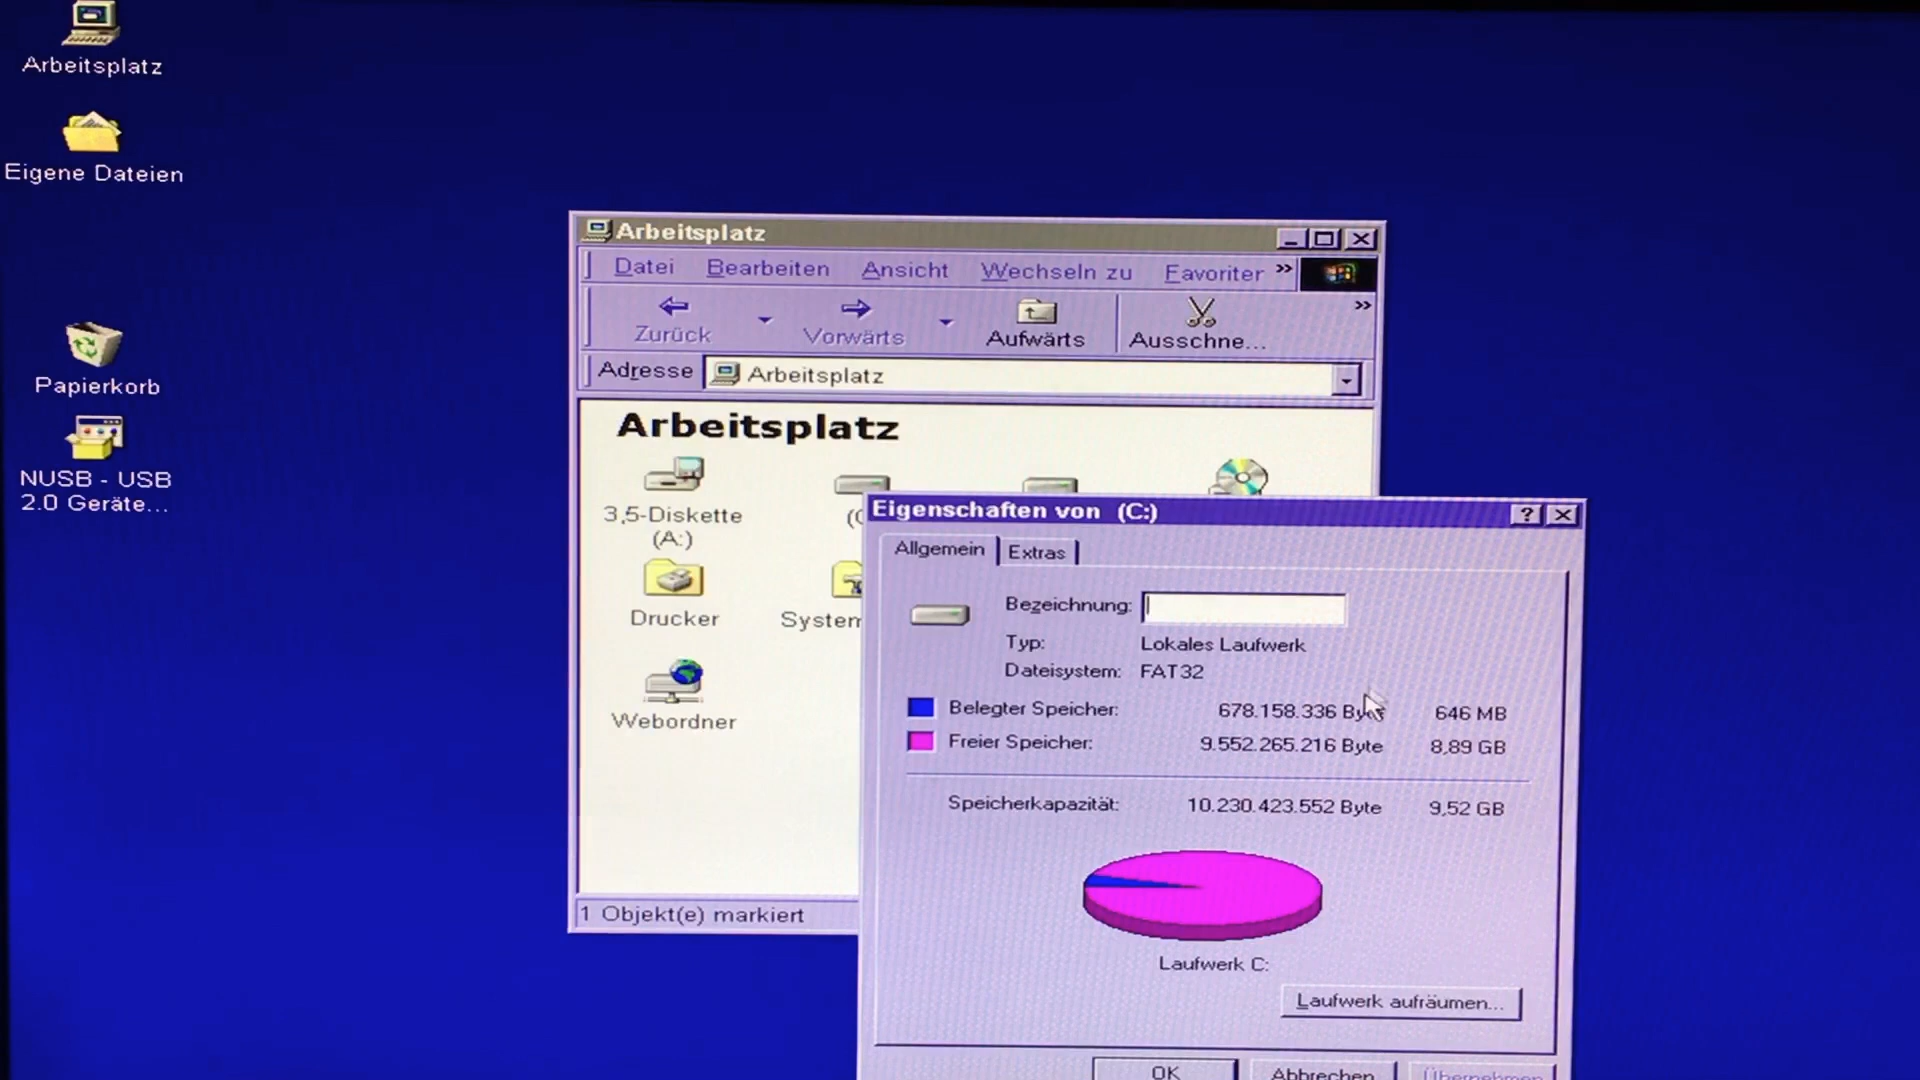 Arbeitsplatz
Eigene Dateien
Papierkorb
NUSB - USB
2.0 Geräte...
Arbeitsplatz
Datei Bearbeiten Ansicht Wechseln zu Favoriten »
Zurück Vorwärts Aufwärts Ausschne... »
Adresse Arbeitsplatz
Arbeitsplatz
3,5-Diskette
(A:)
Drucker
System
Webordner
1 Objekt(e) markiert
Eigenschaften von (C:)
Allgemein Extras
Bezeichnung:
Typ: Lokales Laufwerk
Dateisystem: FAT32
Belegter Speicher: 678.158.336 Byte 646 MB
Freier Speicher: 9.552.265.216 Byte 8,89 GB
Speicherkapazität: 10.230.423.552 Byte 9,52 GB
Laufwerk C:
Laufwerk aufräumen...
OK Abbrechen Übernehmen